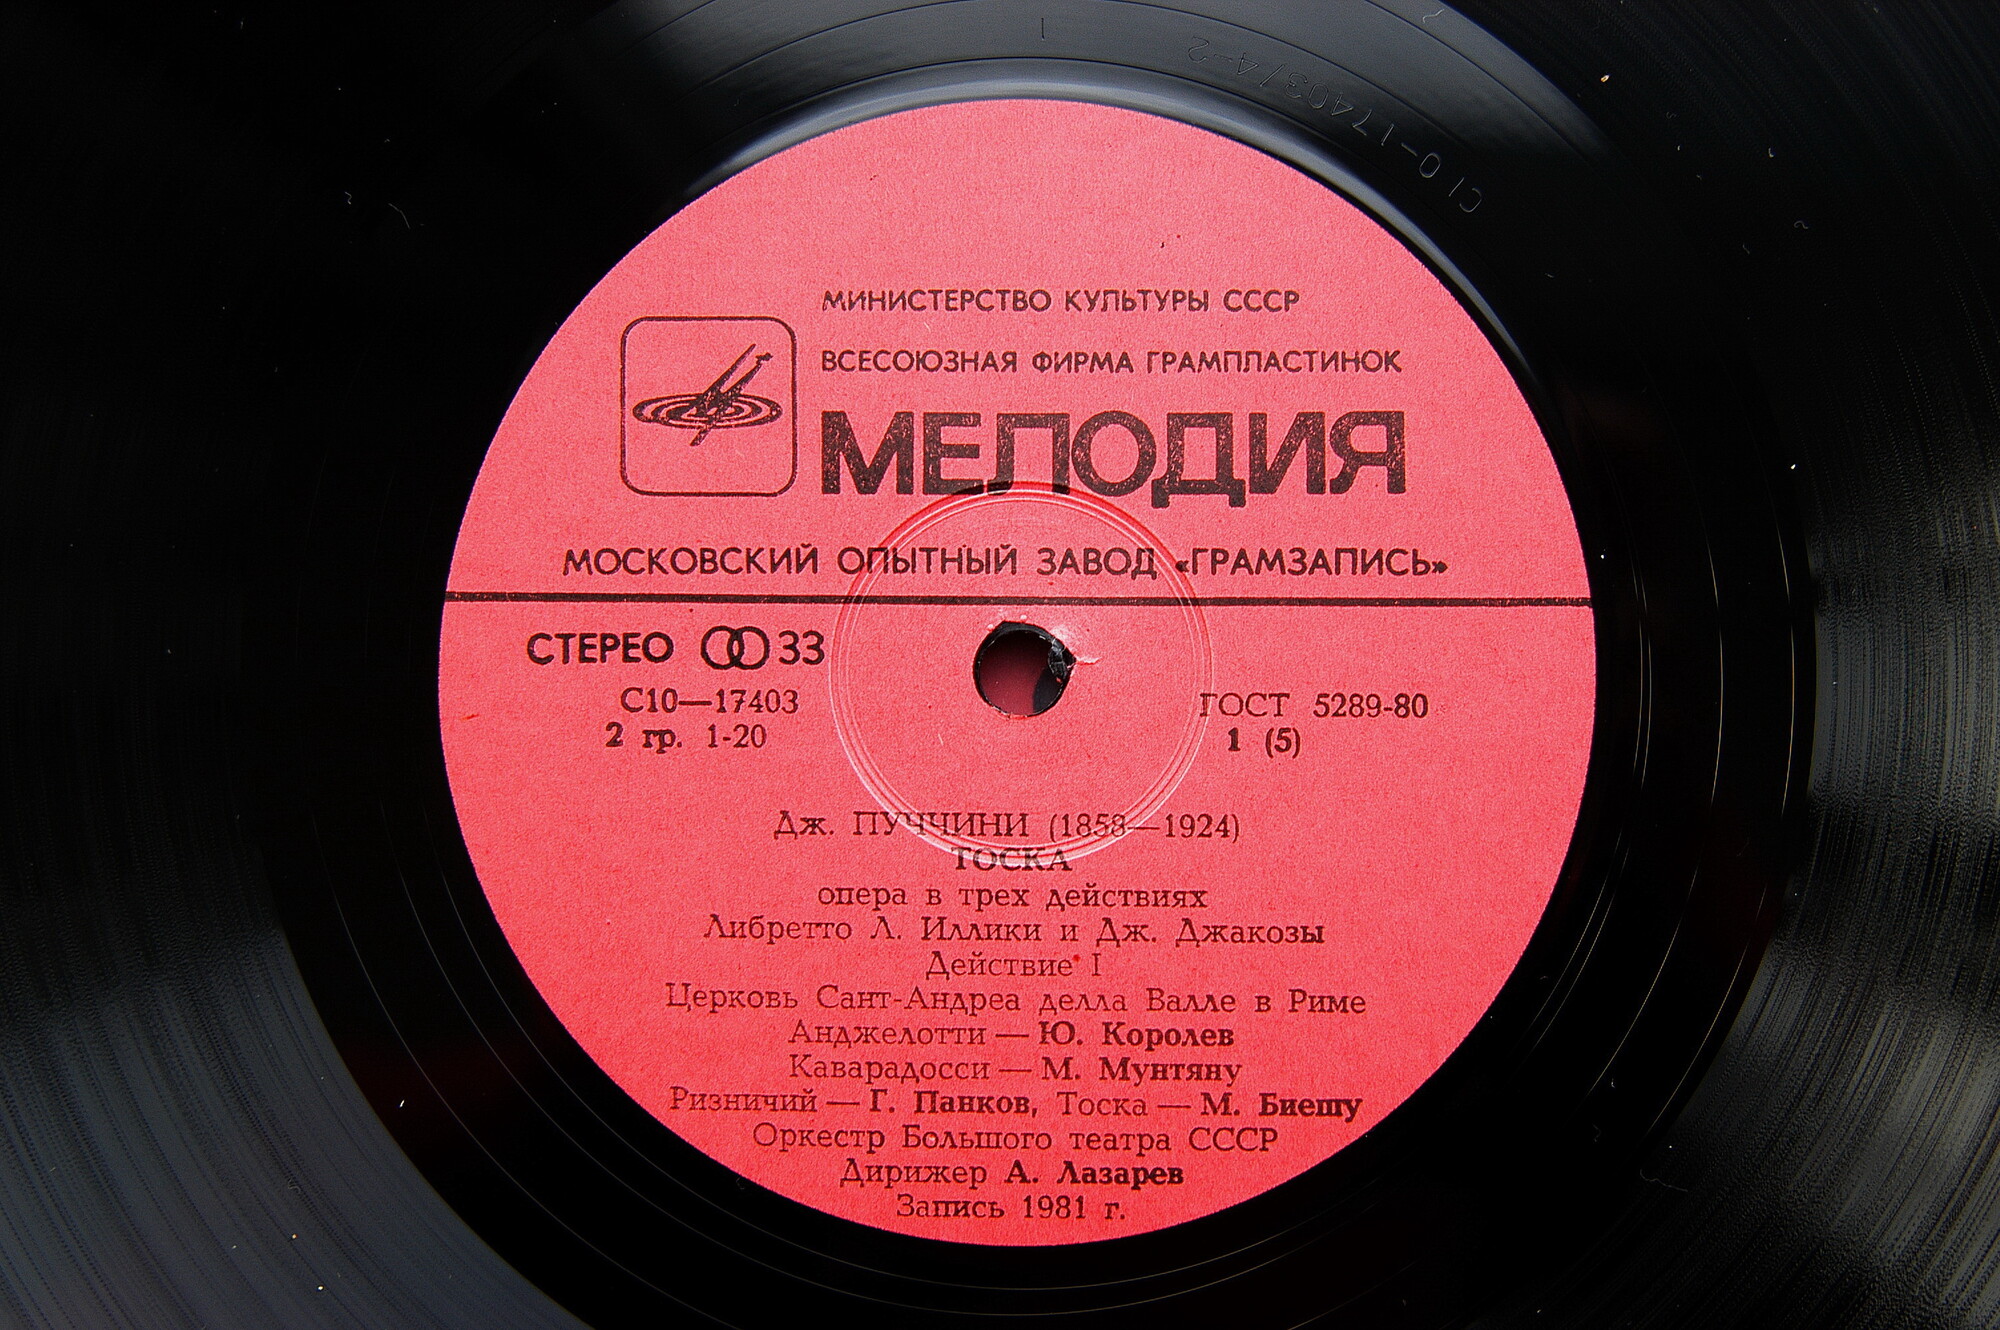 С10-17403/4-2
МИНИСТЕРСТВО КУЛЬТУРЫ СССР
ВСЕСОЮЗНАЯ ФИРМА ГРАМПЛАСТИНОК
МЕЛОДИЯ
МОСКОВСКИЙ ОПЫТНЫЙ ЗАВОД «ГРАМЗАПИСЬ»
СТЕРЕО 33
С10—17403
ГОСТ 5289-80
2 гр. 1-20
1 (5)
Дж. ПУЧЧИНИ (1858—1924)
ТОСКА
опера в трех действиях
Либретто Л. Иллики и Дж. Джакозы
Действие I
Церковь Сант-Андреа делла Валле в Риме
Анджелотти — Ю. Королев
Каварадосси — М. Мунтяну
Ризничий — Г. Панков, Тоска — М. Биешу
Оркестр Большого театра СССР
Дирижер А. Лазарев
Запись 1981 г.